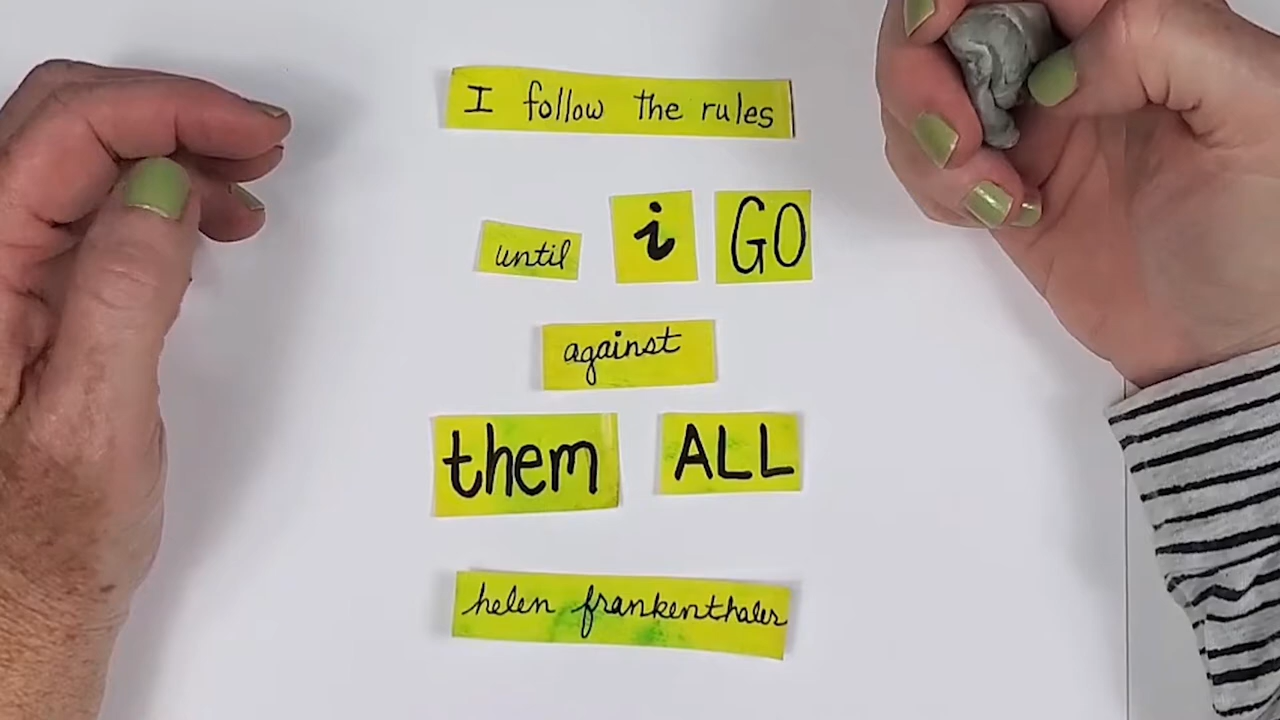 I follow the rules
until i GO
against
them ALL
helen frankenthaler